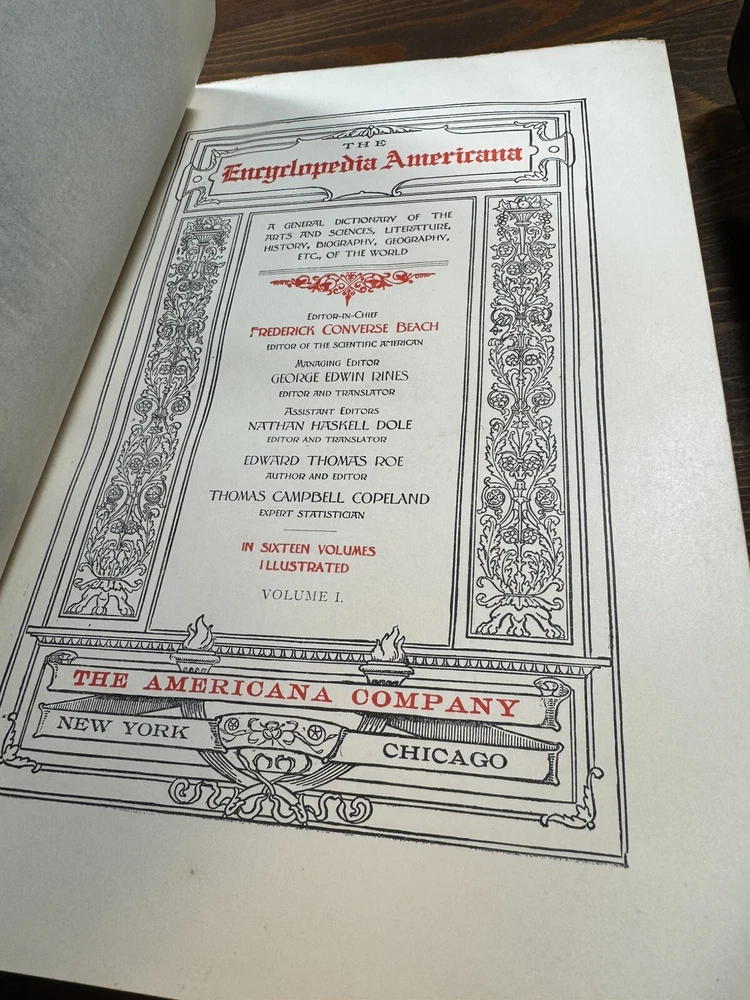 THE
Encyclopedia Americana
A GENERAL DICTIONARY OF THE
ARTS AND SCIENCES, LITERATURE,
HISTORY, BIOGRAPHY, GEOGRAPHY,
ETC., OF THE WORLD
EDITOR-IN-CHIEF
FREDERICK CONVERSE BEACH
EDITOR OF THE SCIENTIFIC AMERICAN
MANAGING EDITOR
GEORGE EDWIN RINES
EDITOR AND TRANSLATOR
ASSISTANT EDITORS
NATHAN HASKELL DOLE
EDITOR AND TRANSLATOR
EDWARD THOMAS ROE
AUTHOR AND EDITOR
THOMAS CAMPBELL COPELAND
EXPERT STATISTICIAN
IN SIXTEEN VOLUMES
ILLUSTRATED
VOLUME I.
THE AMERICANA COMPANY
NEW YORK
CHICAGO